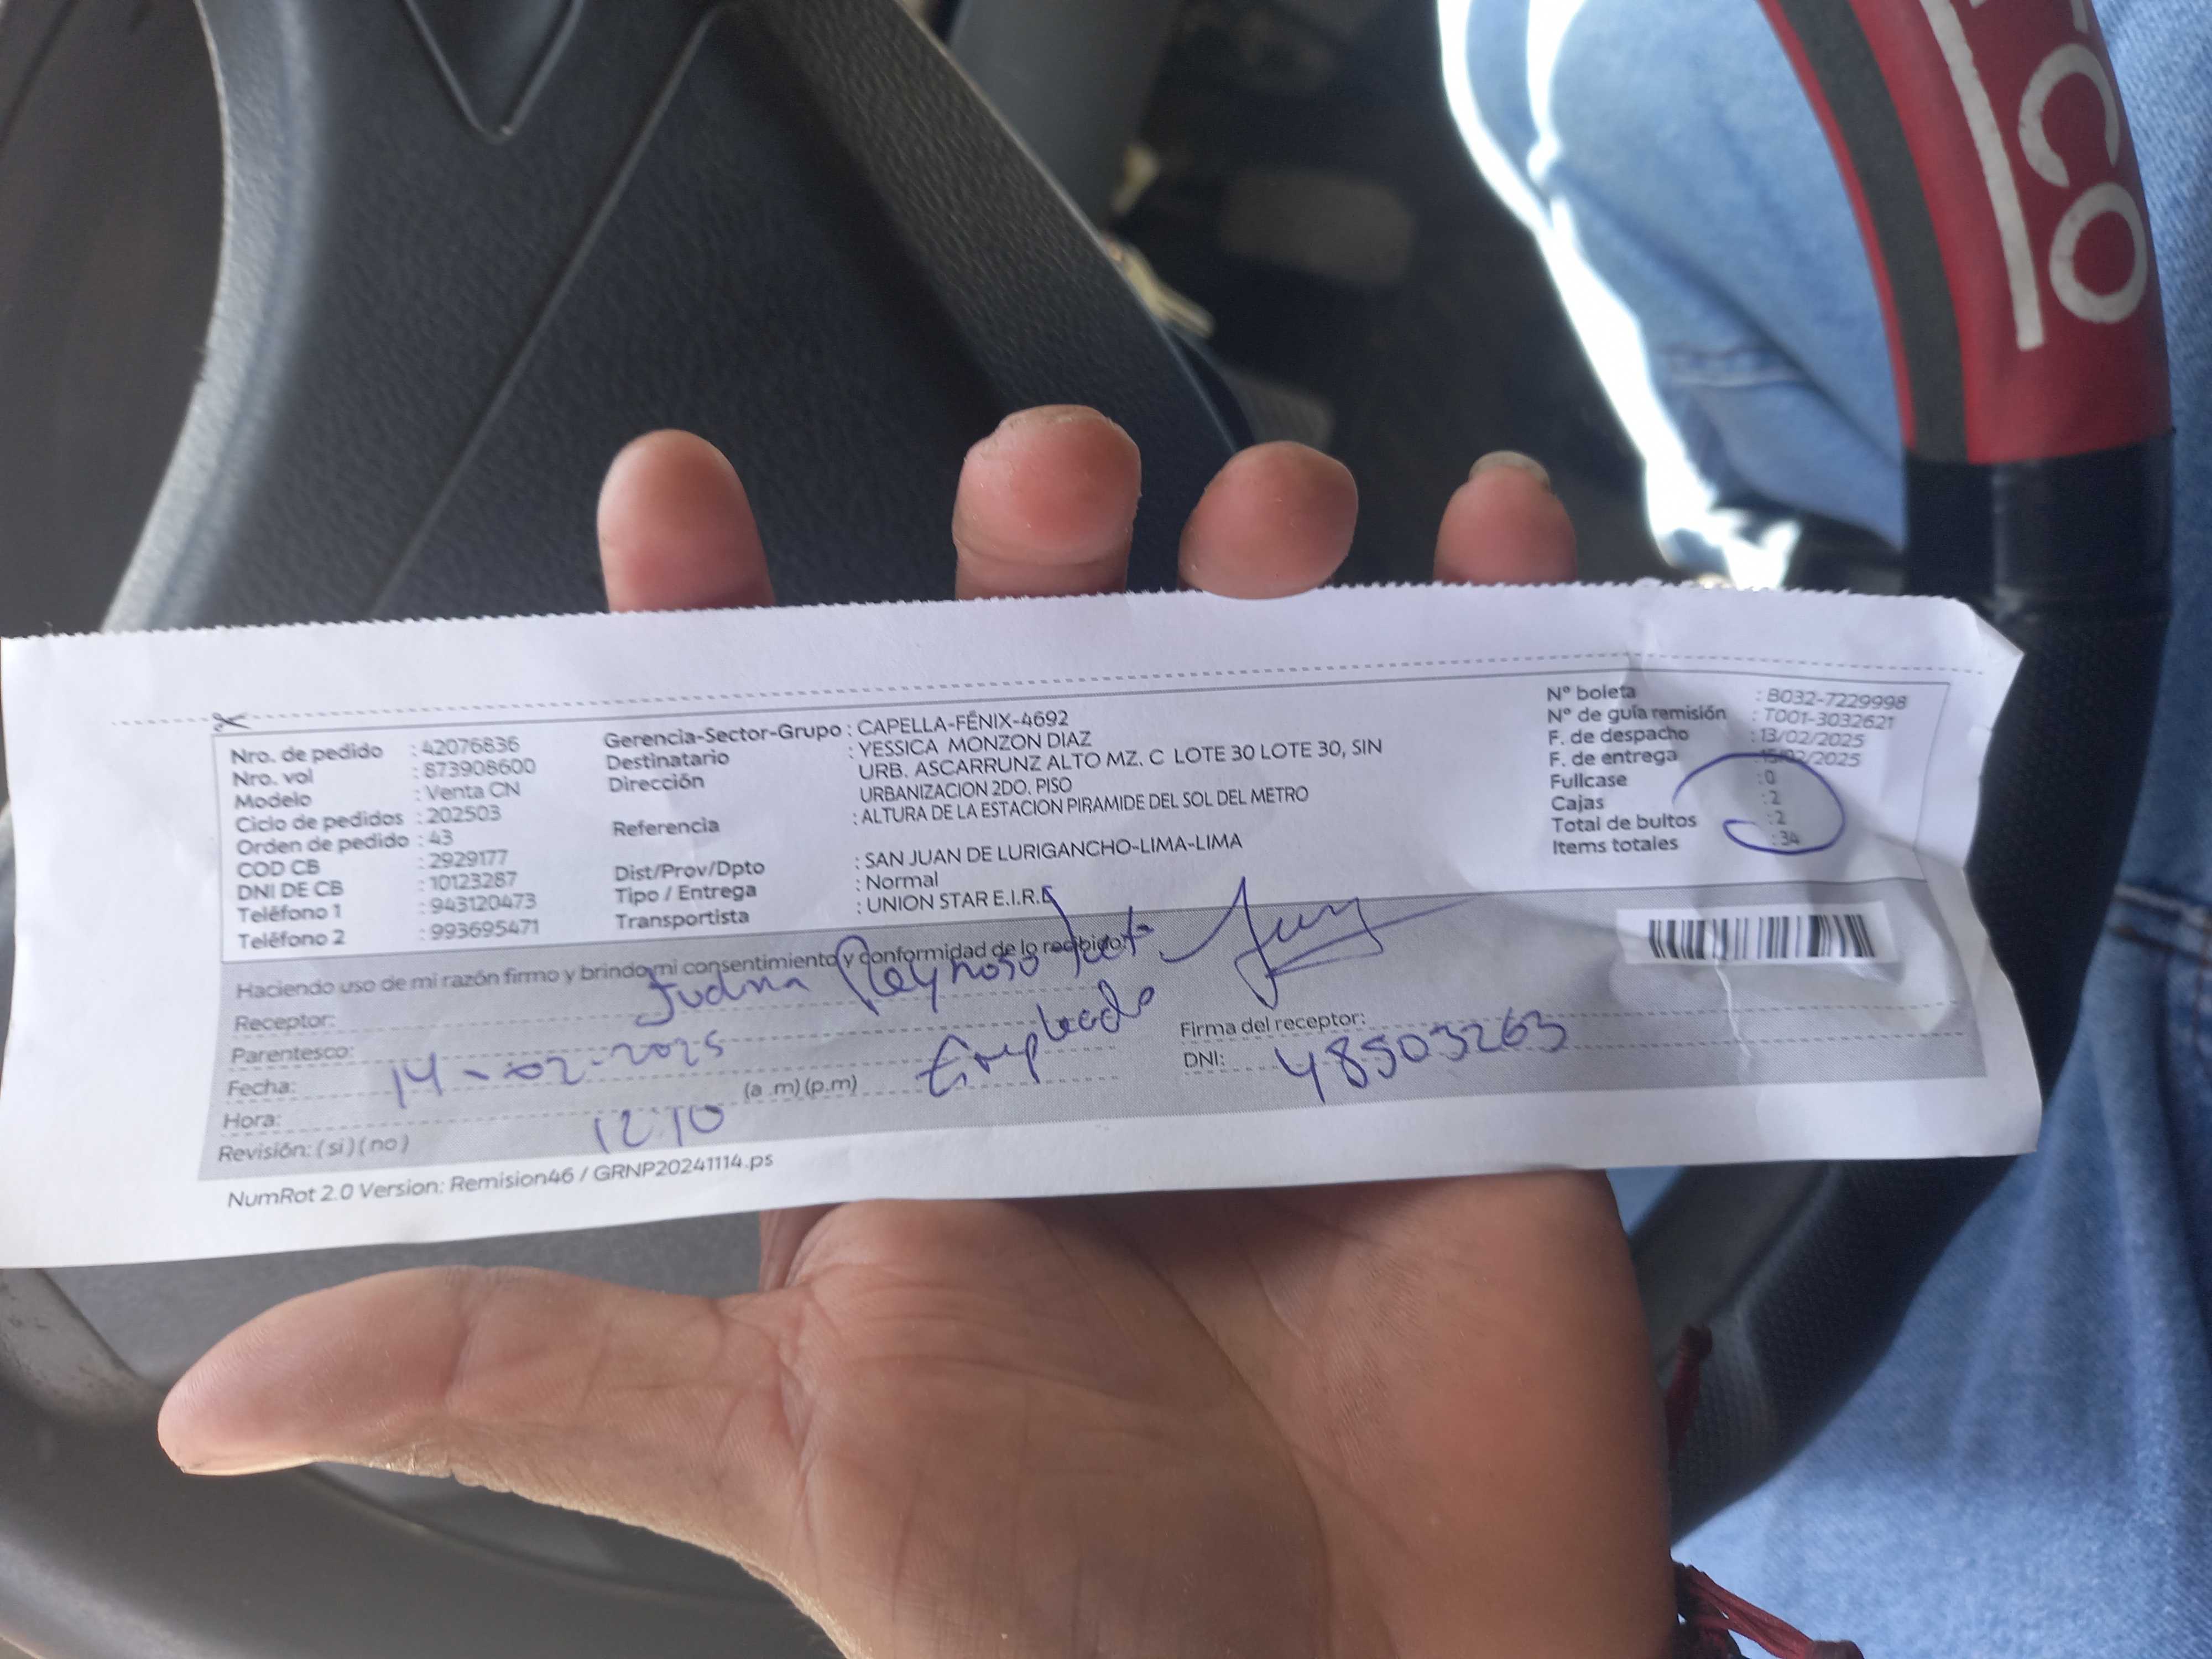 CO
Nro. de pedido : 42076836
Nro. vol : 873908600
Modelo : Venta CN
Ciclo de pedidos : 202503
Orden de pedido : 43
COD CB : 2929177
DNI DE CB : 10123287
Teléfono 1 : 943120473
Teléfono 2 : 993695471
Gerencia-Sector-Grupo : CAPELLA-FÉNIX-4692
Destinatario : YESSICA MONZON DIAZ
Dirección URB. ASCARRUNZ ALTO MZ. C LOTE 30 LOTE 30, SIN
URBANIZACION 2DO. PISO
Referencia : ALTURA DE LA ESTACION PIRAMIDE DEL SOL DEL METRO
Dist/Prov/Dpto : SAN JUAN DE LURIGANCHO-LIMA-LIMA
Tipo / Entrega : Normal
Transportista : UNION STAR E.I.R.L
Nº boleta : B032-7229998
Nº de guía remisión : T001-3032621
F. de despacho : 13/02/2025
F. de entrega : 15/02/2025
Fullcase : 0
Cajas : 2
Total de bultos : 2
Items totales : 34
Haciendo uso de mi razón firmo y brindo mi consentimiento y conformidad de lo recibido:
Receptor: Reynoso
Parentesco: Empleado
Fecha: 14-02-2025
Hora: 12:10 (a .m) (p.m)
Revisión: ( si ) ( no )
Firma del receptor:
DNI: 48503263
NumRot 2.0 Version: Remision46 / GRNP20241114.ps